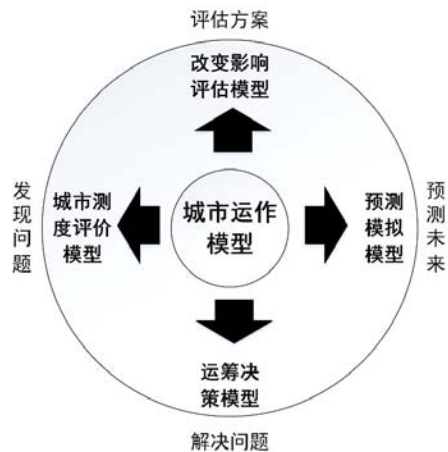 评估方案
改变影响
评估模型
发现问题
城市测
度评价
模型
城市运作
模型
预测
模拟
模型
预测未来
运筹决
策模型
解决问题